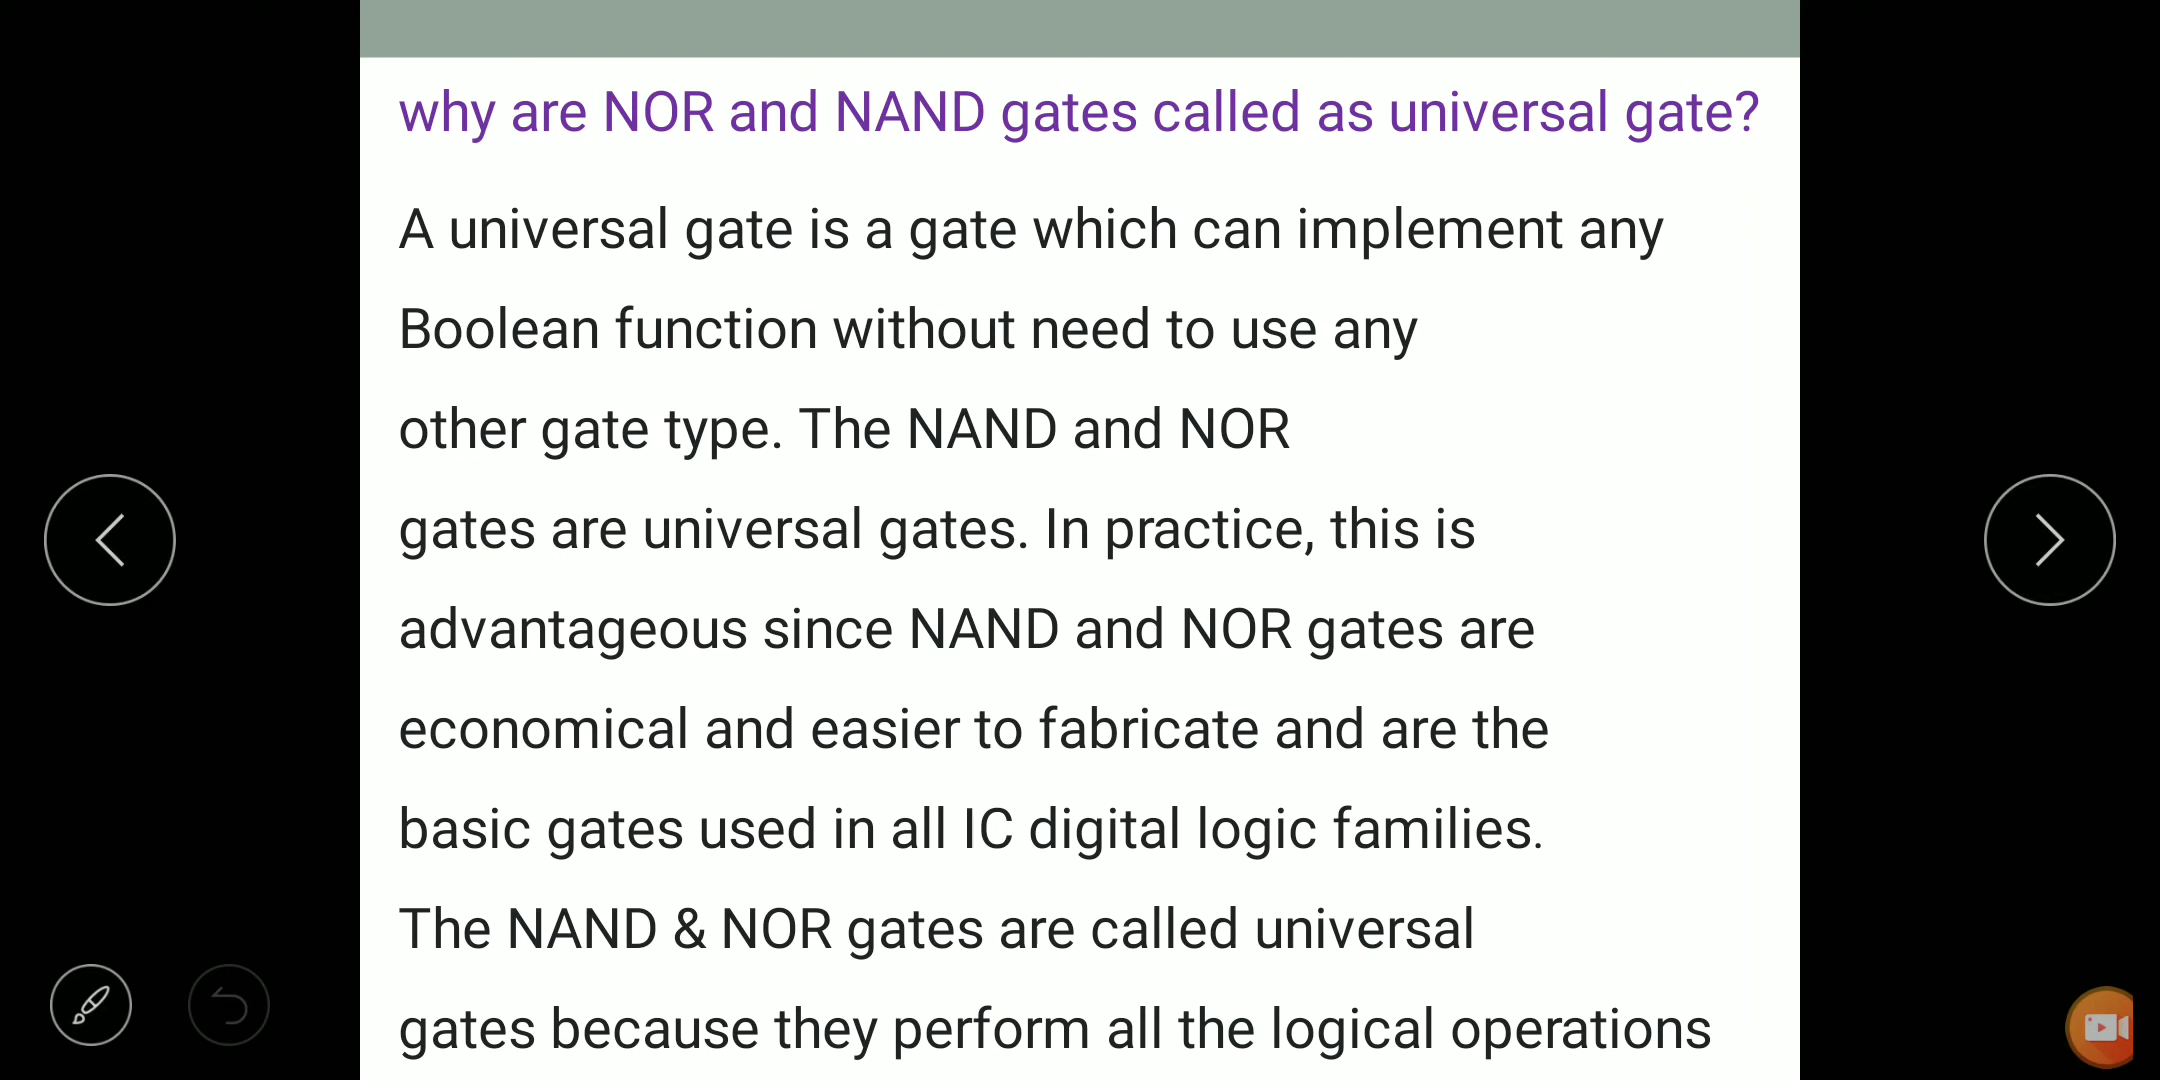 why are NOR and NAND gates called as universal gate?
A universal gate is a gate which can implement any
Boolean function without need to use any
other gate type. The NAND and NOR
gates are universal gates. In practice, this is
advantageous since NAND and NOR gates are
economical and easier to fabricate and are the
basic gates used in all IC digital logic families.
The NAND & NOR gates are called universal
gates because they perform all the logical operations